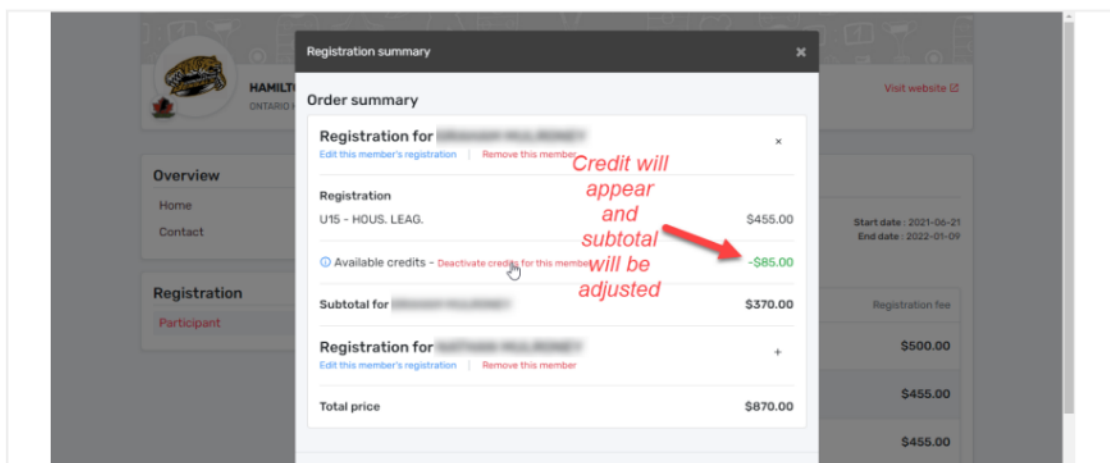 Registration summary ×
HAMILT
ONTARIO H
Visit website
Order summary
Registration for
×
Edit this member's registration | Remove this member
Credit will
appear
and
subtotal
will be
adjusted
Overview
Home
Contact
Registration
U15 - HOUS. LEAG. $455.00
Start date : 2021-06-21
End date : 2022-01-09
Available credits - Deactivate credits for this member -$85.00
Registration
Participant
Subtotal for $370.00
Registration fee
Registration for
+
Edit this member's registration | Remove this member
$500.00
Total price $870.00
$455.00
$455.00